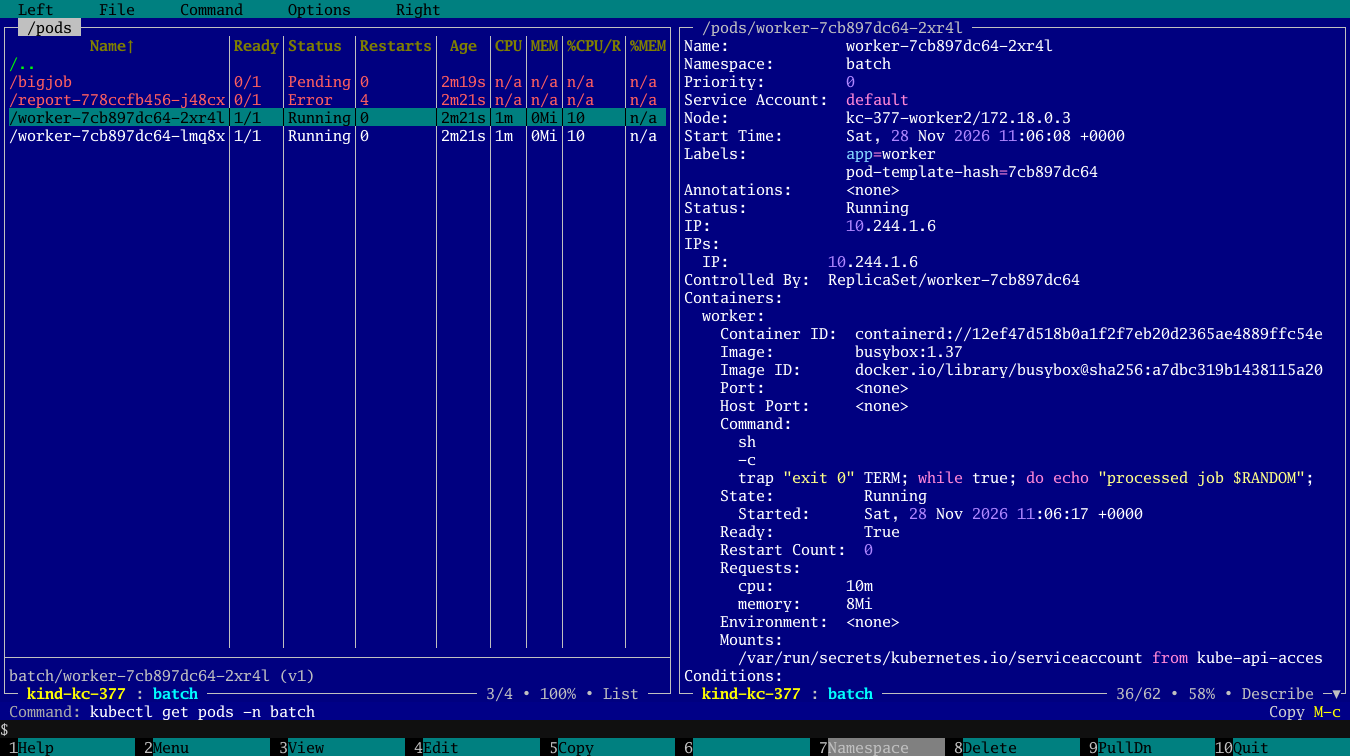 Left File Command Options Right
/pods
Name↑ Ready Status Restarts Age CPU MEM %CPU/R %MEM
/..
/bigjob 0/1 Pending 0 2m19s n/a n/a n/a n/a
/report-778ccfb456-j48cx 0/1 Error 4 2m21s n/a n/a n/a n/a
/worker-7cb897dc64-2xr4l 1/1 Running 0 2m21s 1m 0Mi 10 n/a
/worker-7cb897dc64-lmq8x 1/1 Running 0 2m21s 1m 0Mi 10 n/a
batch/worker-7cb897dc64-2xr4l (v1)
kind-kc-377 : batch 3/4 • 100% • List
/pods/worker-7cb897dc64-2xr4l
Name: worker-7cb897dc64-2xr4l
Namespace: batch
Priority: 0
Service Account: default
Node: kc-377-worker2/172.18.0.3
Start Time: Sat, 28 Nov 2026 11:06:08 +0000
Labels: app=worker
pod-template-hash=7cb897dc64
Annotations: <none>
Status: Running
IP: 10.244.1.6
IPs:
IP: 10.244.1.6
Controlled By: ReplicaSet/worker-7cb897dc64
Containers:
worker:
Container ID: containerd://12ef47d518b0a1f2f7eb20d2365ae4889ffc54e
Image: busybox:1.37
Image ID: docker.io/library/busybox@sha256:a7dbc319b1438115a20
Port: <none>
Host Port: <none>
Command:
sh
-c
trap "exit 0" TERM; while true; do echo "processed job $RANDOM";
State: Running
Started: Sat, 28 Nov 2026 11:06:17 +0000
Ready: True
Restart Count: 0
Requests:
cpu: 10m
memory: 8Mi
Environment: <none>
Mounts:
/var/run/secrets/kubernetes.io/serviceaccount from kube-api-acces
Conditions:
kind-kc-377 : batch 36/62 • 58% • Describe ▼
Command: kubectl get pods -n batch Copy M-c
$
1Help 2Menu 3View 4Edit 5Copy 6 7Namespace 8Delete 9PullDn 10Quit